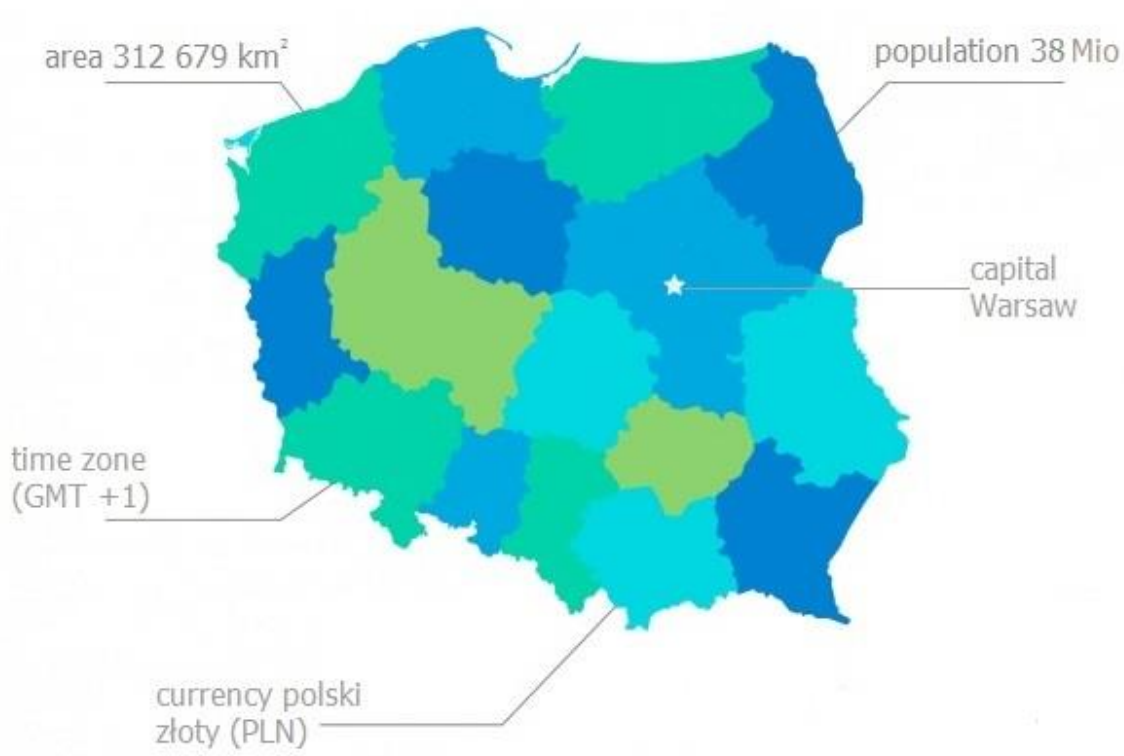 area 312 679 km²
population 38 Mio
capital
Warsaw
time zone
(GMT +1)
currency polski
złoty (PLN)